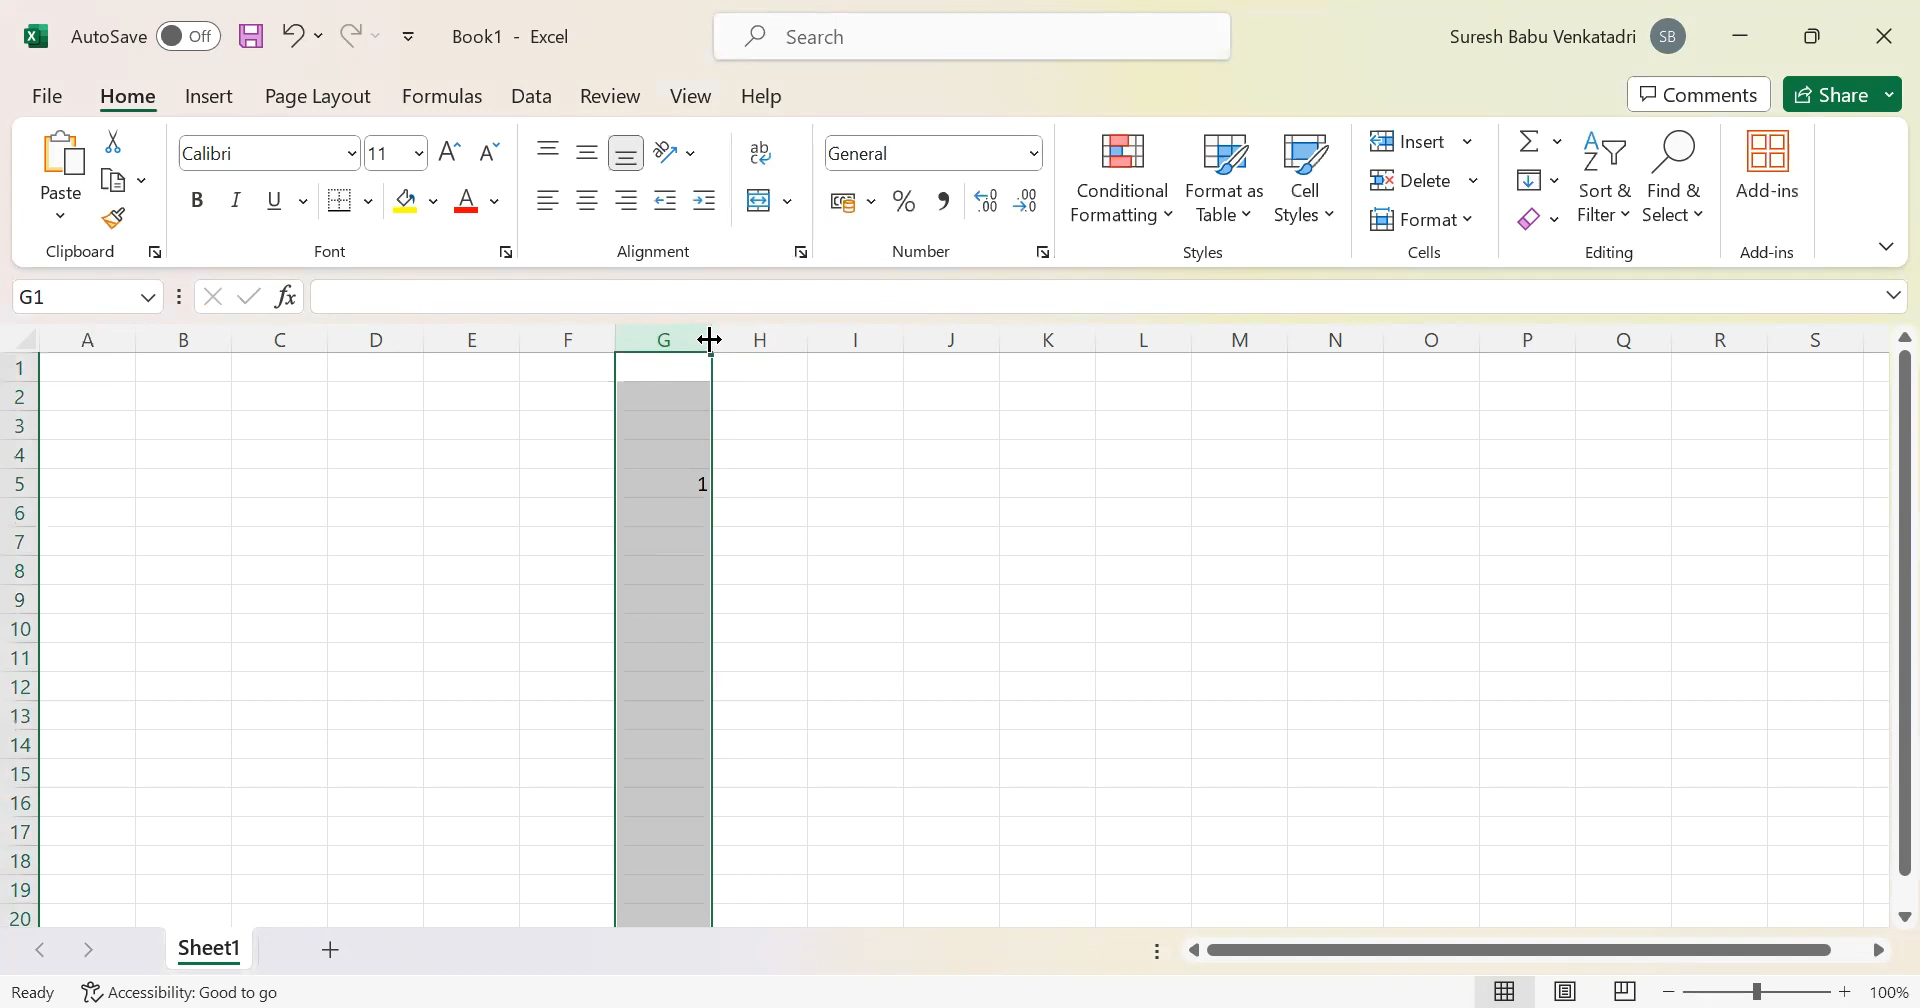 AutoSave Off Book1 - Excel Search Suresh Babu Venkatadri SB
File Home Insert Page Layout Formulas Data Review View Help Comments Share
Paste
Clipboard
Calibri 11
B I U A
Font
ab
Alignment
General
% 
Number
Conditional Formatting
Format as Table
Cell Styles
Styles
Insert
Delete
Format
Cells
Sort & Filter
Find & Select
Editing
Add-ins
Add-ins
G1 fx
A B C D E F G H I J K L M N O P Q R S
1
2
3
4
5 1
6
7
8
9
10
11
12
13
14
15
16
17
18
19
20
Sheet1
Ready Accessibility: Good to go 100%